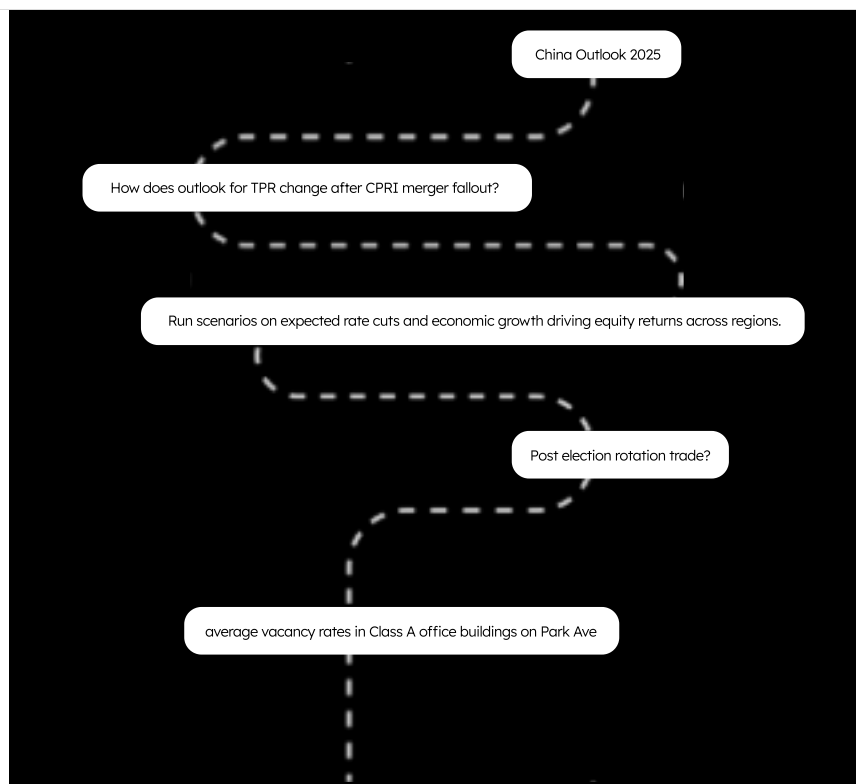 China Outlook 2025
How does outlook for TPR change after CPRI merger fallout?
Run scenarios on expected rate cuts and economic growth driving equity returns across regions.
Post election rotation trade?
average vacancy rates in Class A office buildings on Park Ave